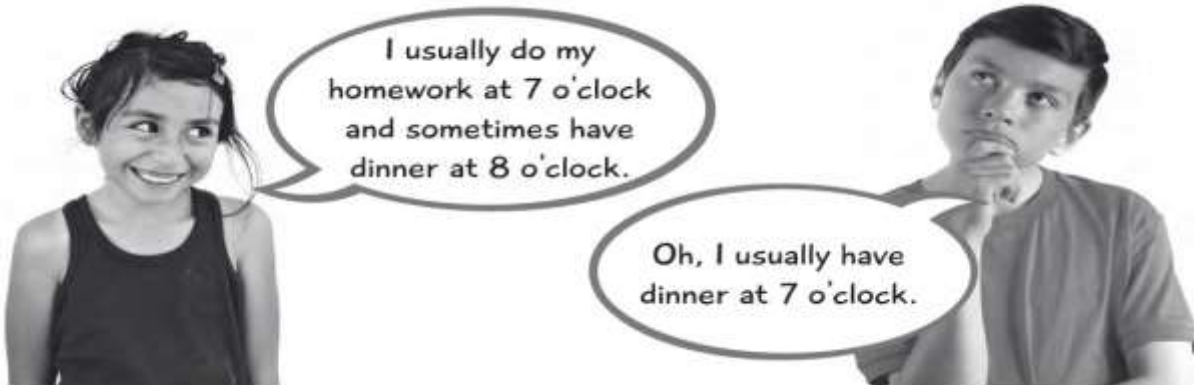 I usually do my
homework at 7 o'clock
and sometimes have
dinner at 8 o'clock.
Oh, I usually have
dinner at 7 o'clock.